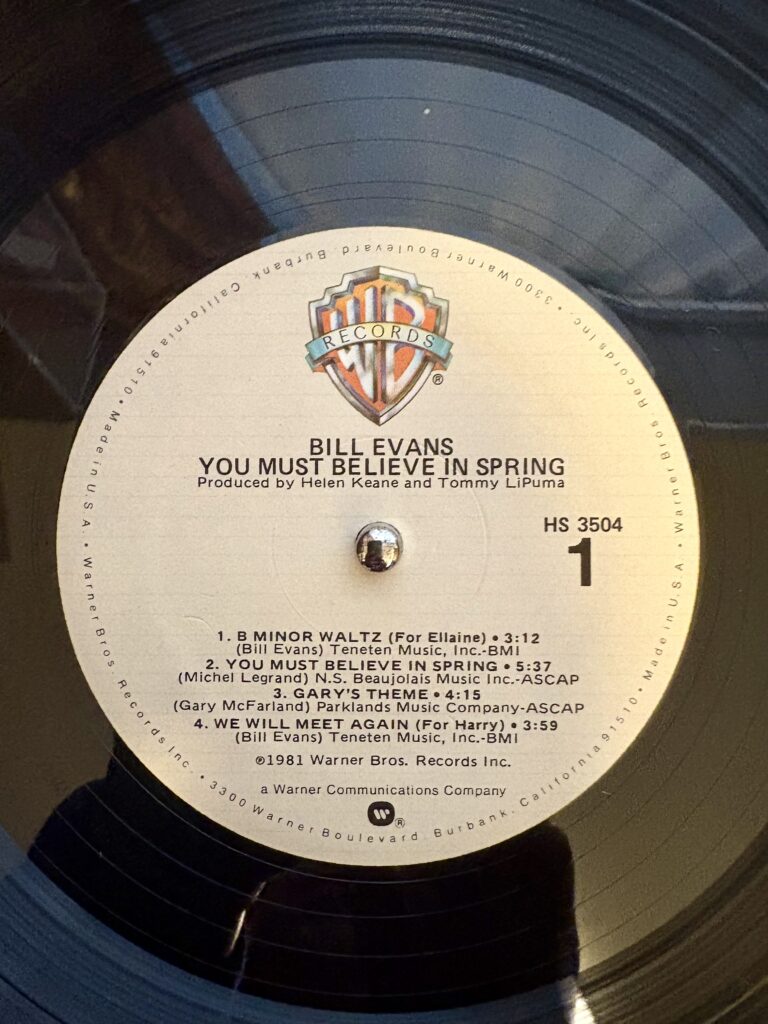 WB
RECORDS
®
BILL EVANS
YOU MUST BELIEVE IN SPRING
Produced by Helen Keane and Tommy LiPuma
HS 3504
1
1. B MINOR WALTZ (For Ellaine) • 3:12
(Bill Evans) Teneten Music, Inc.-BMI
2. YOU MUST BELIEVE IN SPRING • 5:37
(Michel Legrand) N.S. Beaujolais Music Inc.-ASCAP
3. GARY'S THEME • 4:15
(Gary McFarland) Parklands Music Company-ASCAP
4. WE WILL MEET AGAIN (For Harry) • 3:59
(Bill Evans) Teneten Music, Inc.-BMI
℗1981 Warner Bros. Records Inc.
a Warner Communications Company
®
Warner Bros. Records Inc. • 3300 Warner Boulevard Burbank, California 91510 • Made in U.S.A. • Warner Bros. Records Inc. • 3300 Warner Boulevard Burbank, California 91510 • Made in U.S.A. •